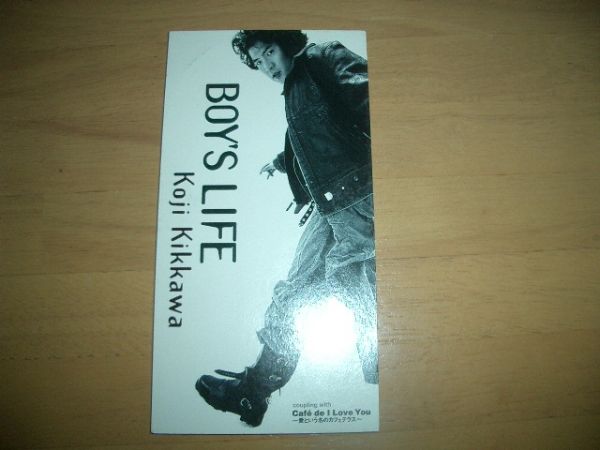 BOY'S LIFE
Koji Kikkawa
coupling with
Café de I Love You
〜愛という名のカフェテラス〜